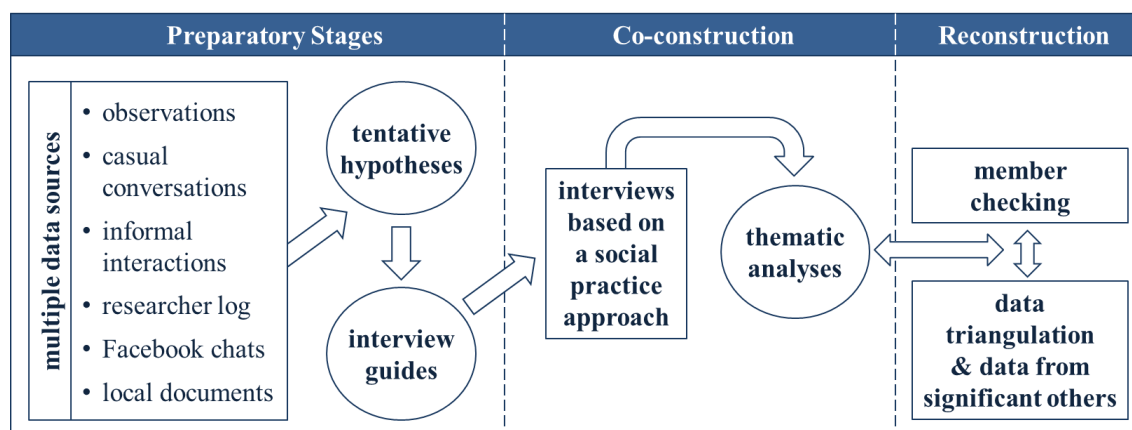 Preparatory Stages
Co-construction
Reconstruction
multiple data sources
• observations
• casual
conversations
• informal
interactions
• researcher log
• Facebook chats
• local documents
tentative
hypotheses
interview
guides
interviews
based on
a social
practice
approach
thematic
analyses
member
checking
data
triangulation
& data from
significant others